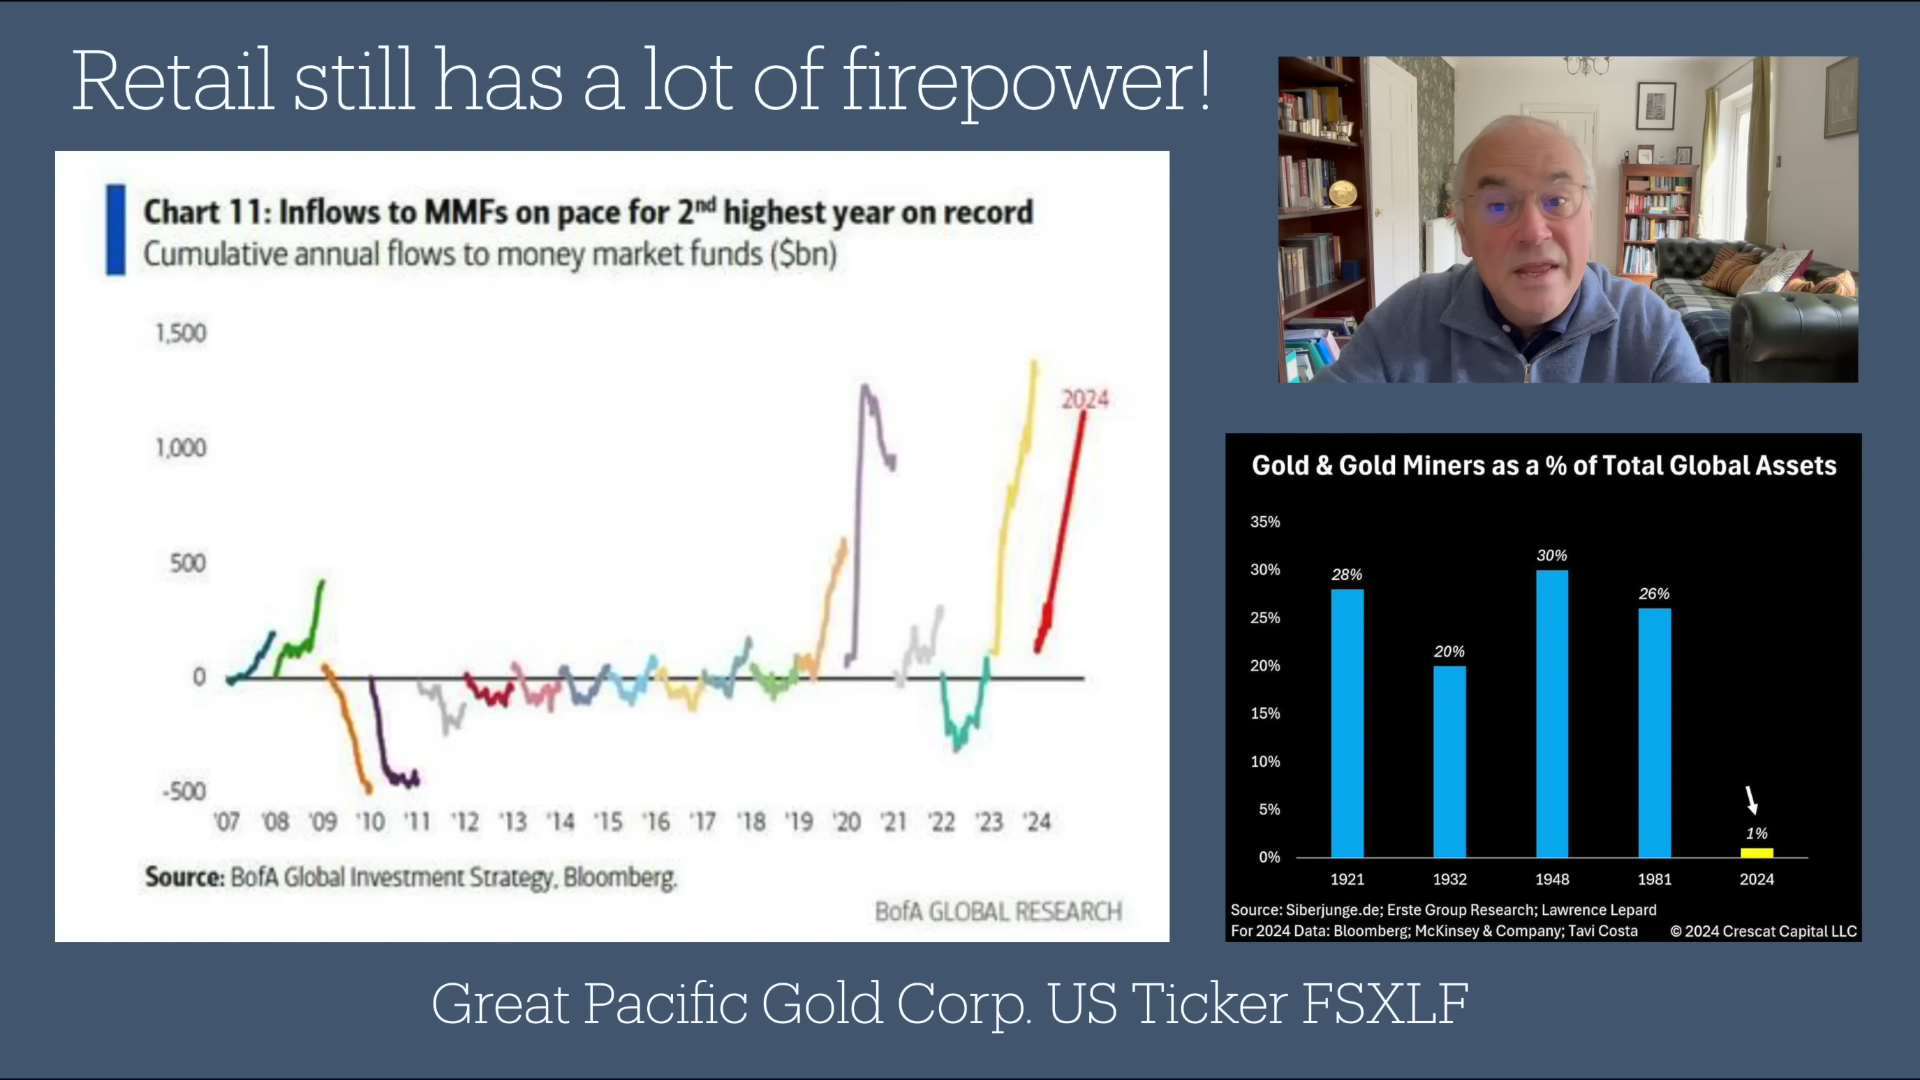 Retail still has a lot of firepower!
Chart 11: Inflows to MMFs on pace for 2nd highest year on record
Cumulative annual flows to money market funds ($bn)
1,500
1,000
500
0
-500
2024
'07 '08 '09 '10 '11 '12 '13 '14 '15 '16 '17 '18 '19 '20 '21 '22 '23 '24
Source: BofA Global Investment Strategy, Bloomberg.
BofA GLOBAL RESEARCH
Gold & Gold Miners as a % of Total Global Assets
35%
30%
25%
20%
15%
10%
5%
0%
28%
20%
30%
26%
1%
1921 1932 1948 1981 2024
Source: Siberjunge.de; Erste Group Research; Lawrence Lepard
For 2024 Data: Bloomberg; McKinsey & Company; Tavi Costa © 2024 Crescat Capital LLC
Great Pacific Gold Corp. US Ticker FSXLF